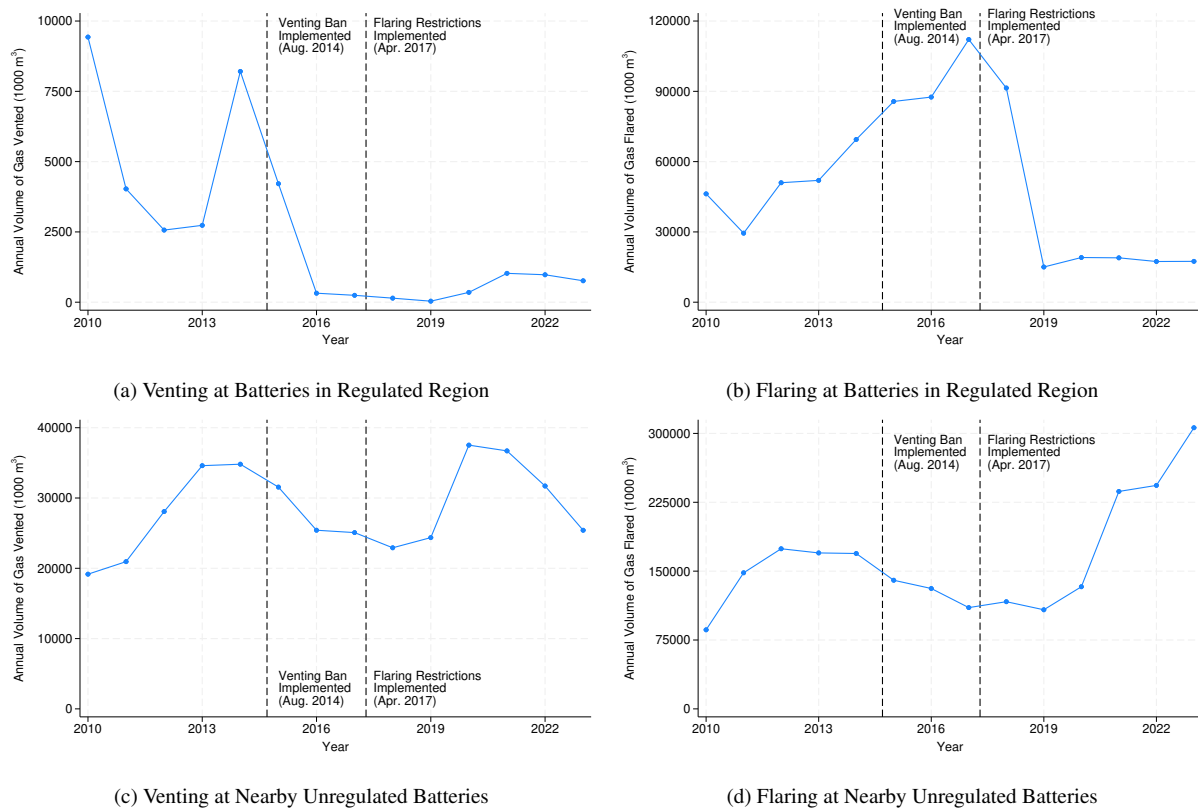 Annual Volume of Gas Vented (1000 m³)
10000
7500
5000
2500
0
Venting Ban
Implemented
(Aug. 2014)
Flaring Restrictions
Implemented
(Apr. 2017)
2010 2013 2016 2019 2022
Year
(a) Venting at Batteries in Regulated Region
Annual Volume of Gas Flared (1000 m³)
120000
90000
60000
30000
0
Venting Ban
Implemented
(Aug. 2014)
Flaring Restrictions
Implemented
(Apr. 2017)
2010 2013 2016 2019 2022
Year
(b) Flaring at Batteries in Regulated Region
Annual Volume of Gas Vented (1000 m³)
40000
30000
20000
10000
0
Venting Ban
Implemented
(Aug. 2014)
Flaring Restrictions
Implemented
(Apr. 2017)
2010 2013 2016 2019 2022
Year
(c) Venting at Nearby Unregulated Batteries
Annual Volume of Gas Flared (1000 m³)
300000
225000
150000
75000
0
Venting Ban
Implemented
(Aug. 2014)
Flaring Restrictions
Implemented
(Apr. 2017)
2010 2013 2016 2019 2022
Year
(d) Flaring at Nearby Unregulated Batteries